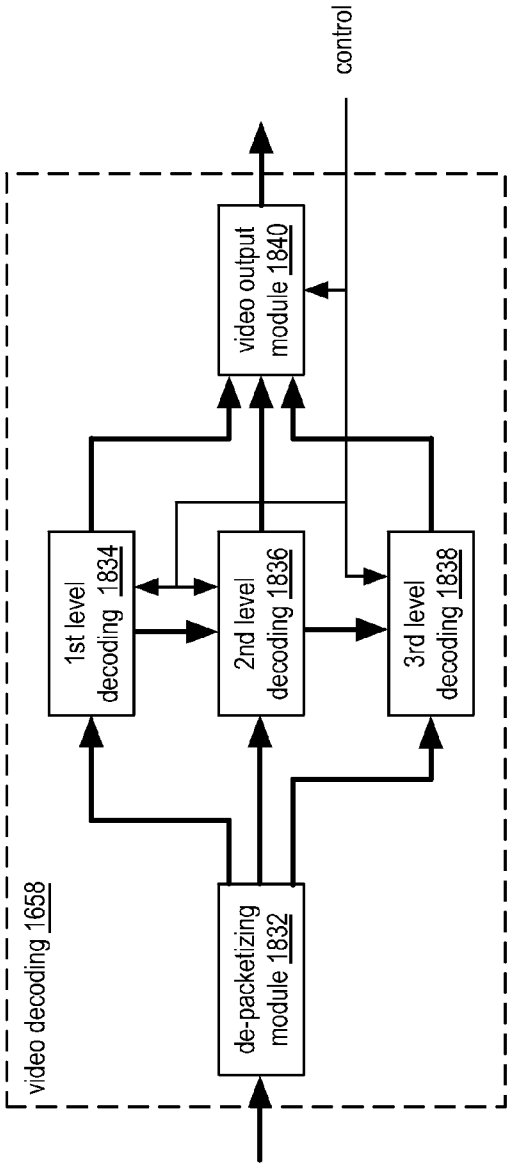 video decoding 1658
de-packetizing
module 1832
1st level
decoding 1834
2nd level
decoding 1836
3rd level
decoding 1838
video output
module 1840
control